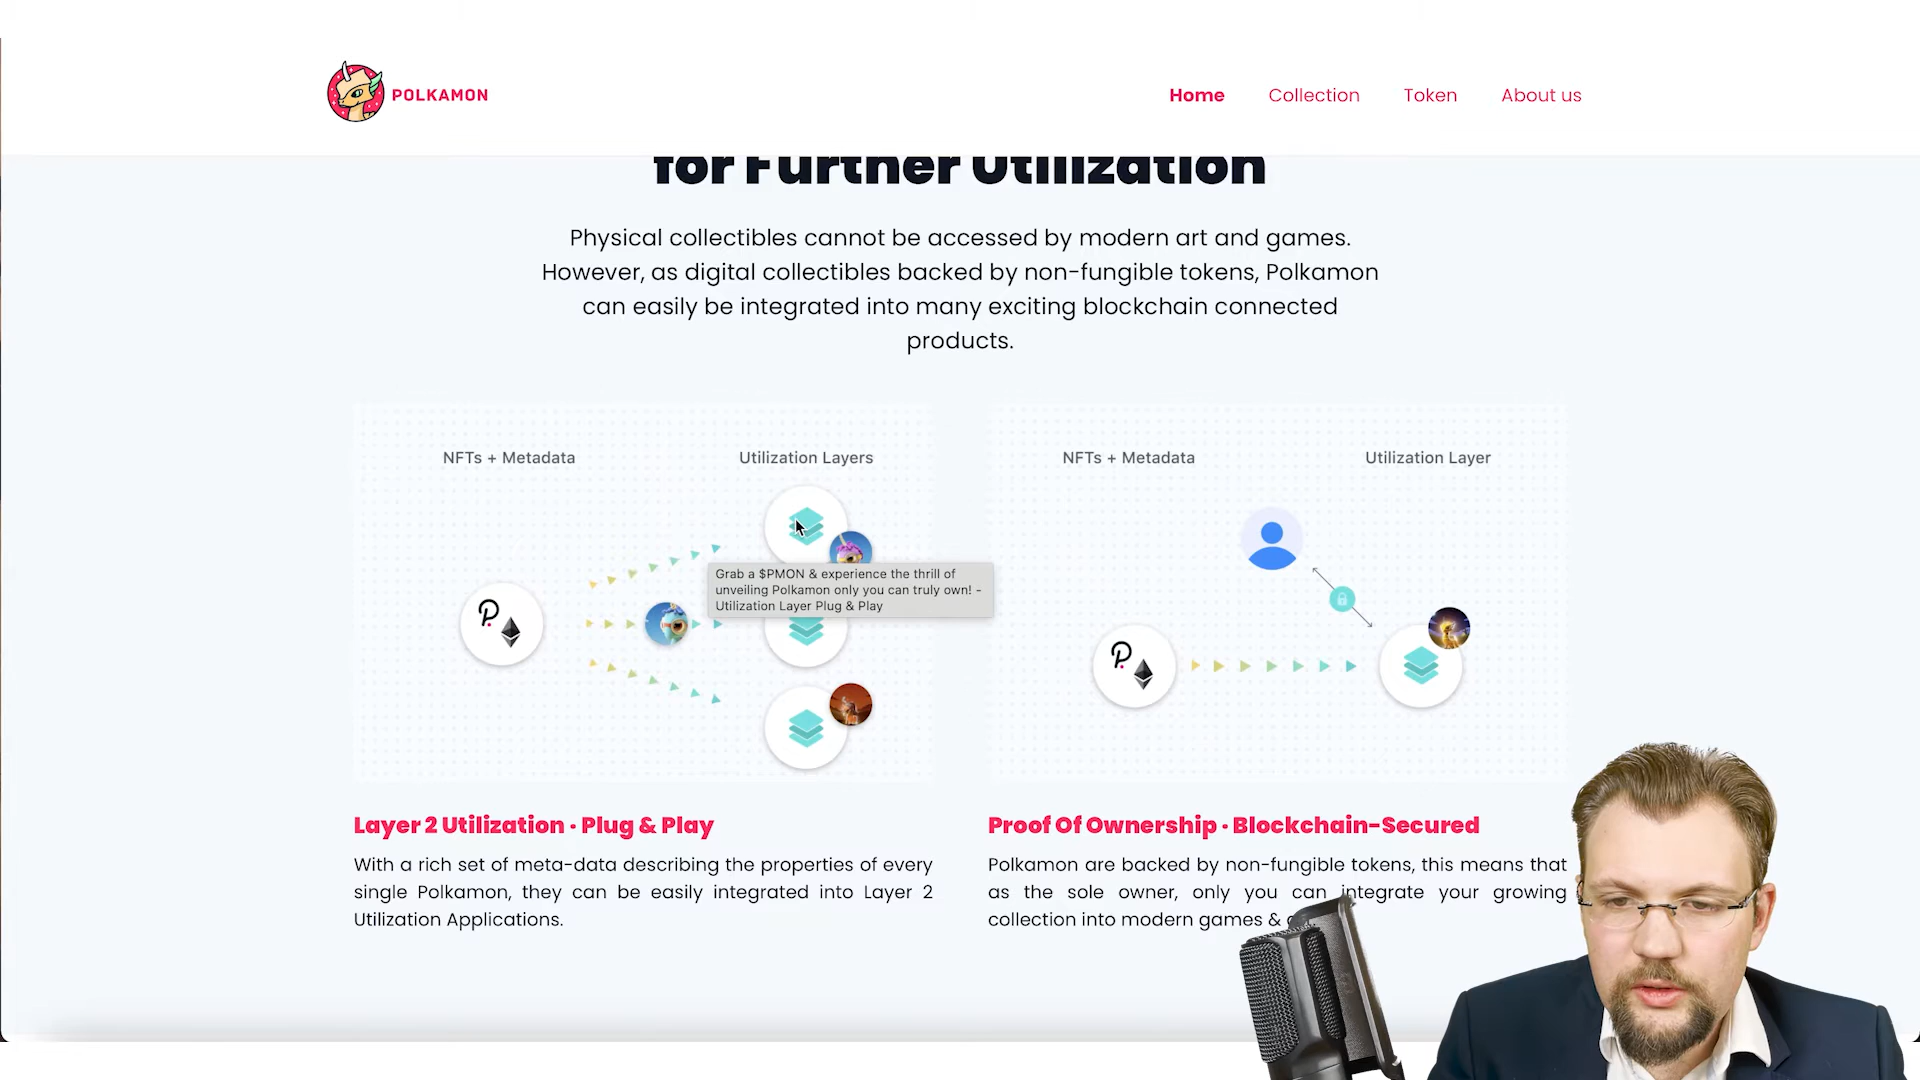 POLKAMON
Home
Collection
Token
About us
for Further Utilization
Physical collectibles cannot be accessed by modern art and games.
However, as digital collectibles backed by non-fungible tokens, Polkamon
can easily be integrated into many exciting blockchain connected
products.
NFTs + Metadata
Utilization Layers
Grab a $PMON & experience the thrill of
unveiling Polkamon only you can truly own! -
Utilization Layer Plug & Play
NFTs + Metadata
Utilization Layer
Layer 2 Utilization · Plug & Play
With a rich set of meta-data describing the properties of every
single Polkamon, they can be easily integrated into Layer 2
Utilization Applications.
Proof Of Ownership · Blockchain-Secured
Polkamon are backed by non-fungible tokens, this means that
as the sole owner, only you can integrate your growing
collection into modern games &